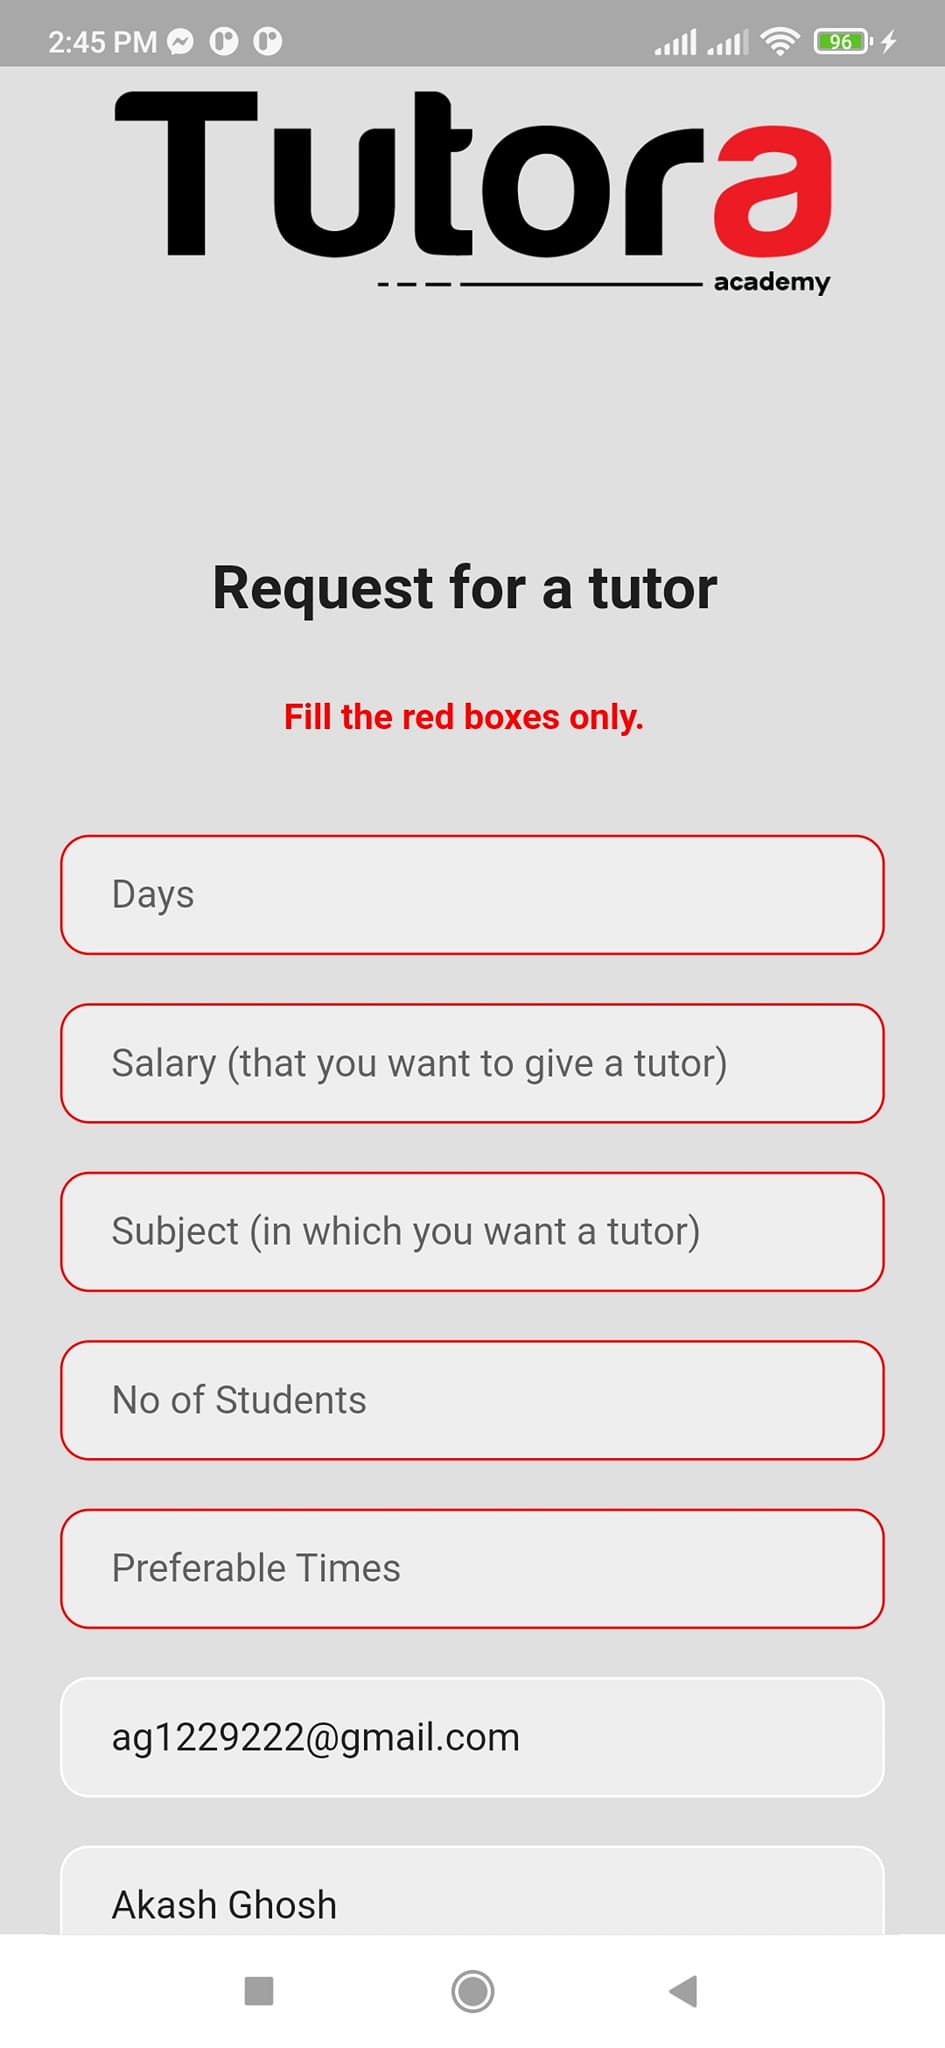 2:45 PM
96
Tutora
academy
Request for a tutor
Fill the red boxes only.
Days
Salary (that you want to give a tutor)
Subject (in which you want a tutor)
No of Students
Preferable Times
ag1229222@gmail.com
Akash Ghosh